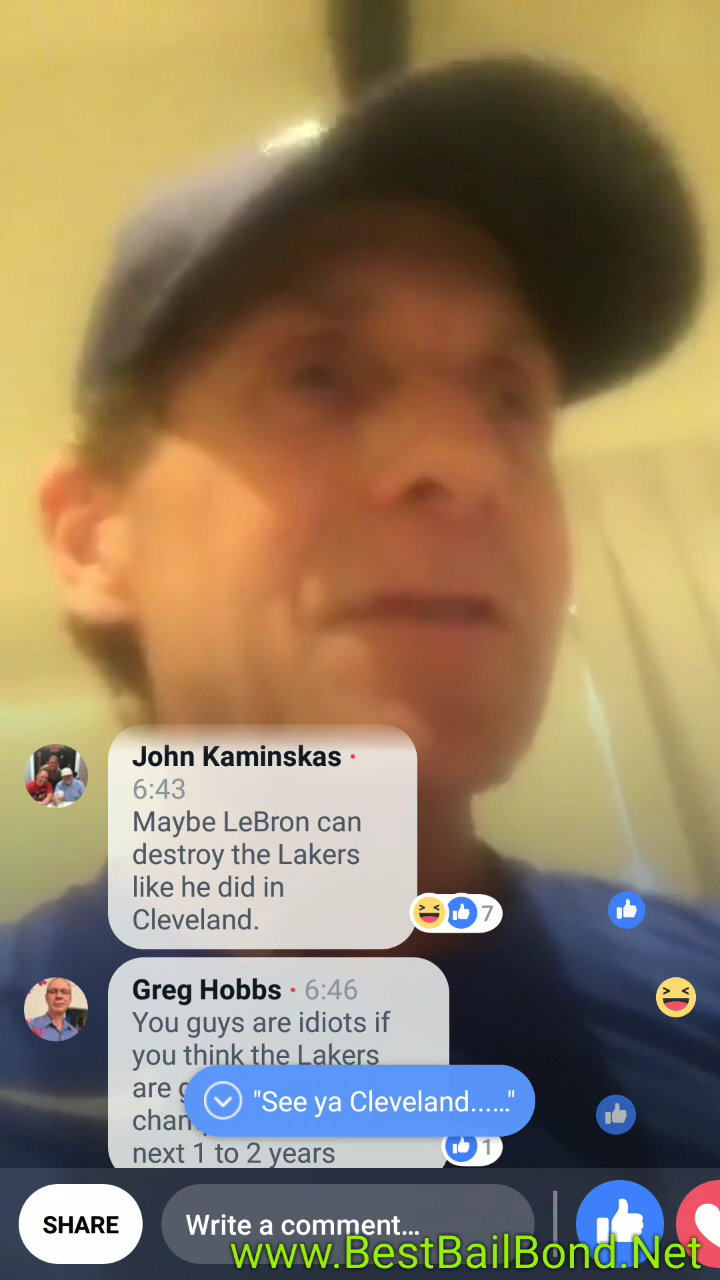 John Kaminskas •
6:43
Maybe LeBron can
destroy the Lakers
like he did in
Cleveland.
7
Greg Hobbs • 6:46
You guys are idiots if
you think the Lakers
are
"See ya Cleveland......"
next 1 to 2 years
1
SHARE
Write a comment...
www.BestBailBond.Net